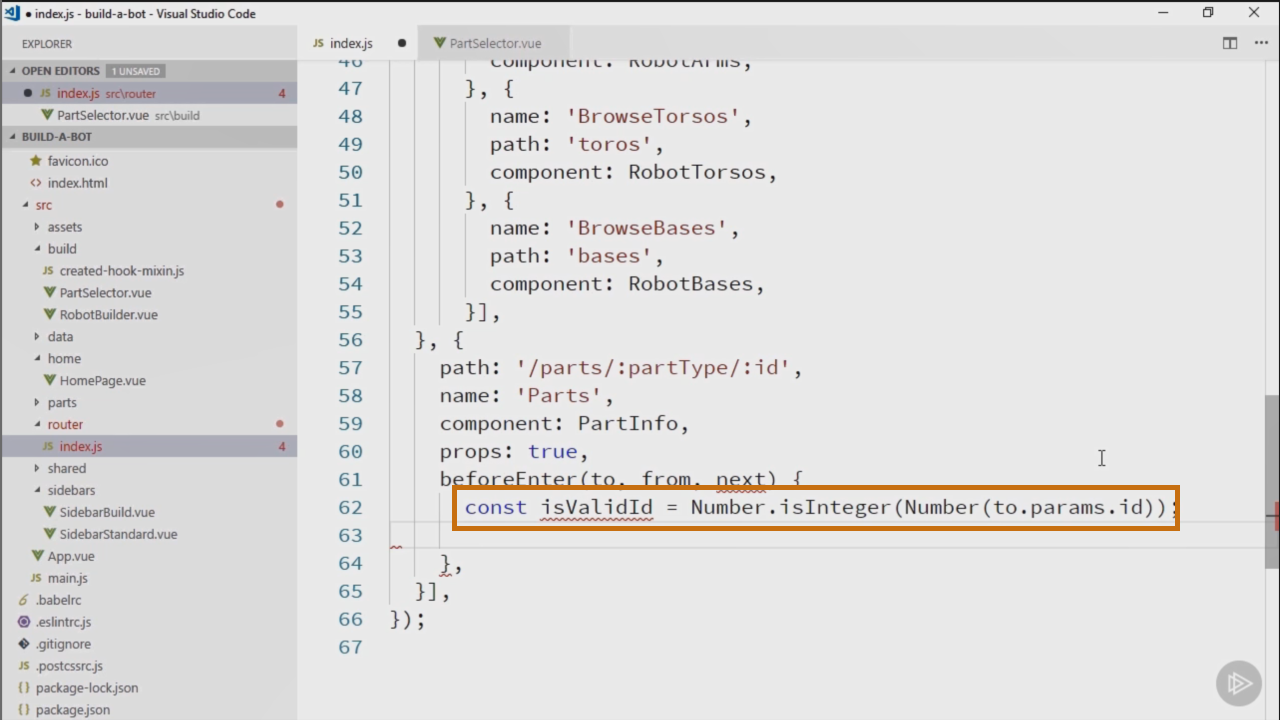 index.js - build-a-bot - Visual Studio Code
EXPLORER
OPEN EDITORS 1 UNSAVED
JS index.js src\router 4
PartSelector.vue src\build
BUILD-A-BOT
favicon.ico
<> index.html
src
assets
build
JS created-hook-mixin.js
PartSelector.vue
RobotBuilder.vue
data
home
HomePage.vue
parts
router
JS index.js 4
shared
sidebars
SidebarBuild.vue
SidebarStandard.vue
App.vue
JS main.js
.babelrc
.eslintrc.js
.gitignore
JS .postcssrc.js
{} package-lock.json
{} package.json
JS index.js
PartSelector.vue
46 component: RobotArms,
47 }, {
48 name: 'BrowseTorsos',
49 path: 'toros',
50 component: RobotTorsos,
51 }, {
52 name: 'BrowseBases',
53 path: 'bases',
54 component: RobotBases,
55 }],
56 }, {
57 path: '/parts/:partType/:id',
58 name: 'Parts',
59 component: PartInfo,
60 props: true,
61 beforeEnter(to, from, next) {
62 const isValidId = Number.isInteger(Number(to.params.id));
63
64 },
65 }],
66 });
67